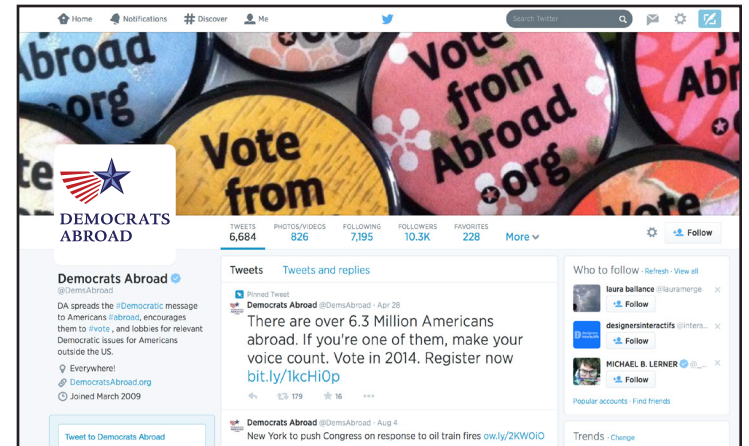 Home Notifications Discover Me Search Twitter
Abroad
.org
te
Vote
from
Vote
from
Abroad
.org
Abr
Vote
DEMOCRATS
ABROAD
TWEETS PHOTOS/VIDEOS FOLLOWING FOLLOWERS FAVORITES
6,684 826 7,195 10.3K 228 More
Follow
Democrats Abroad
@DemsAbroad
DA spreads the #Democratic message
to Americans #abroad, encourages
them to #vote , and lobbies for relevant
Democratic issues for Americans
outside the US.
Everywhere!
DemocratsAbroad.org
Joined March 2009
Tweet to Democrats Abroad
Tweets Tweets and replies
Pinned Tweet
Democrats Abroad @DemsAbroad · Apr 28
There are over 6.3 Million Americans
abroad. If you're one of them, make your
voice count. Vote in 2014. Register now
bit.ly/1kcHi0p
179 16
Democrats Abroad @DemsAbroad · Aug 4
New York to push Congress on response to oil train fires ow.ly/2KWOiO
Who to follow · Refresh · View all
laura ballance @lauramerge
Follow
designersinteractifs @intera...
Follow
MICHAEL B. LERNER @_...
Follow
Popular accounts · Find friends
Trends · Change